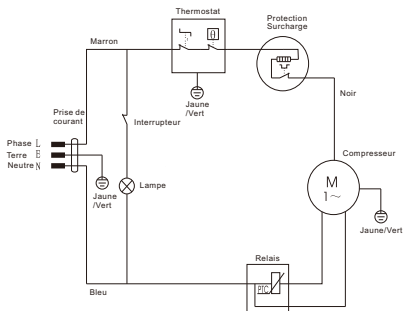 Thermostat
Protection
Surcharge
Marron
θ
Jaune
/Vert
Noir
Prise de
courant
Interrupteur
Phase L
Terre E
Neutre N
Compresseur
M
1～
Lampe
Jaune
/Vert
Jaune/Vert
Relais
PTC
Bleu